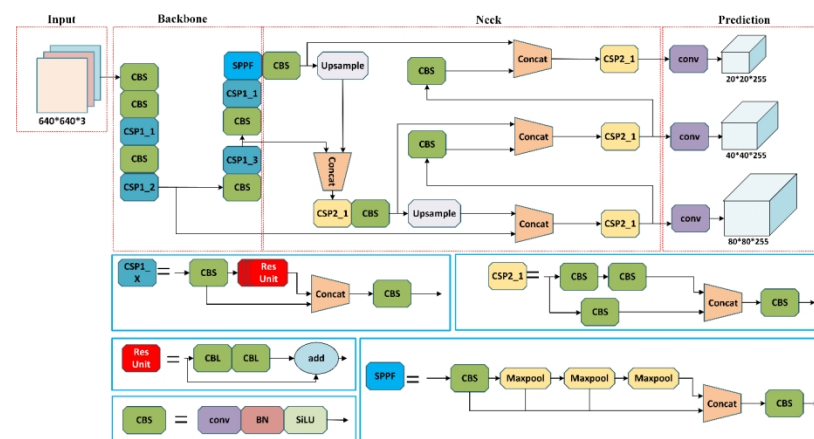 Input
Backbone
Neck
Prediction
640*640*3
CBS
CBS
CSP1_1
CBS
CSP1_2
SPPF
CSP1_1
CBS
CSP1_3
CBS
CBS
Upsample
Concat
CSP2_1
CBS
Upsample
CBS
CBS
Concat
Concat
Concat
CSP2_1
CSP2_1
CSP2_1
conv
conv
conv
20*20*255
40*40*255
80*80*255
CSP1_
X
=
CBS
Res
Unit
Concat
CBS
CSP2_1
=
CBS
CBS
CBS
Concat
CBS
Res
Unit
=
CBL
CBL
add
CBS
=
conv
BN
SiLU
SPPF
=
CBS
Maxpool
Maxpool
Maxpool
Concat
CBS